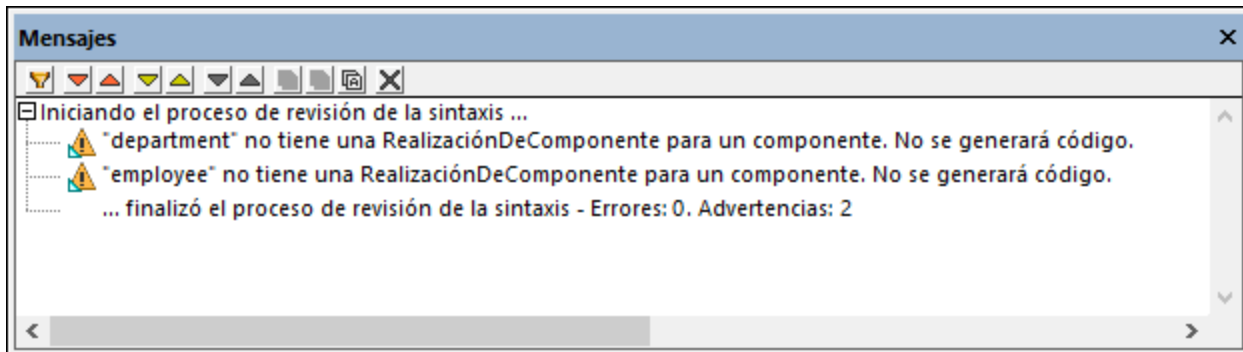 Mensajes
Iniciando el proceso de revisión de la sintaxis ...
"department" no tiene una RealizaciónDeComponente para un componente. No se generará código.
"employee" no tiene una RealizaciónDeComponente para un componente. No se generará código.
... finalizó el proceso de revisión de la sintaxis - Errores: 0. Advertencias: 2